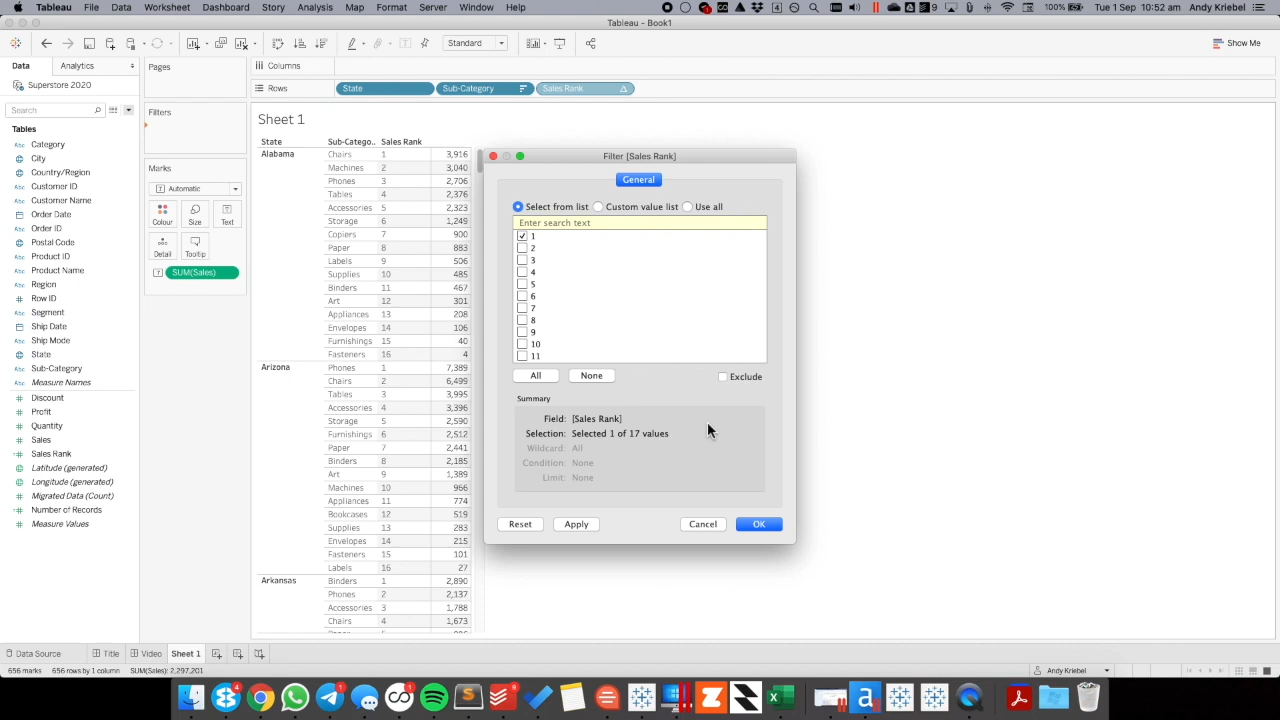 Tableau File Data Worksheet Dashboard Story Analysis Map Format Server Window Help 4 9 100% Tue 1 Sep 10:52 am Andy Kriebel
Tableau - Book1
Standard Show Me
Data Analytics Pages Columns
Superstore 2020 Rows State Sub-Category Sales Rank
Search
Filters
Sheet 1
Tables
Category
City
Country/Region
Customer ID
Customer Name
Order Date
Order ID
Postal Code
Product ID
Product Name
Region
Row ID
Segment
Ship Date
Ship Mode
State
Sub-Category
Measure Names
Discount
Profit
Quantity
Sales
Sales Rank
Latitude (generated)
Longitude (generated)
Migrated Data (Count)
Number of Records
Measure Values
Marks
Automatic
Colour Size Text
Detail Tooltip
SUM(Sales)
State Sub-Catego.. Sales Rank
Alabama Chairs 1 3,916
Machines 2 3,040
Phones 3 2,706
Tables 4 2,376
Accessories 5 2,323
Storage 6 1,249
Copiers 7 900
Paper 8 883
Labels 9 506
Supplies 10 485
Binders 11 467
Art 12 301
Appliances 13 208
Envelopes 14 106
Furnishings 15 40
Fasteners 16 4
Arizona Phones 1 7,389
Chairs 2 6,499
Tables 3 3,995
Accessories 4 3,396
Storage 5 2,590
Furnishings 6 2,512
Paper 7 2,441
Binders 8 2,185
Art 9 1,389
Machines 10 966
Appliances 11 774
Bookcases 12 519
Supplies 13 283
Envelopes 14 215
Fasteners 15 101
Labels 16 27
Arkansas Binders 1 2,890
Phones 2 2,137
Accessories 3 1,788
Chairs 4 1,673
Filter [Sales Rank]
General
Select from list Custom value list Use all
Enter search text
1
2
3
4
5
6
7
8
9
10
11
All None Exclude
Summary
Field: [Sales Rank]
Selection: Selected 1 of 17 values
Wildcard: All
Condition: None
Limit: None
Reset Apply Cancel OK
Data Source Title Video Sheet 1
656 marks 656 rows by 1 column SUM(Sales): 2,297,201 Andy Kriebel